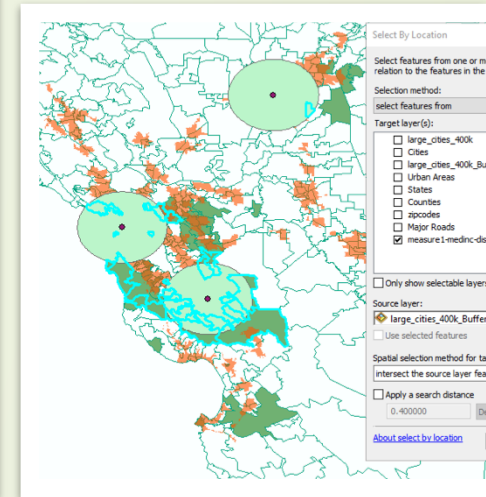 Select By Location
Select features from one or m
relation to the features in the
Selection method:
select features from
Target layer(s):
large_cities_400k
Cities
large_cities_400k_Bu
Urban Areas
States
Counties
zipcodes
Major Roads
measure1-medinc-dis
Only show selectable layers
Source layer:
large_cities_400k_Buffer
Use selected features
Spatial selection method for ta
intersect the source layer fea
Apply a search distance
0.400000 De
About select by location